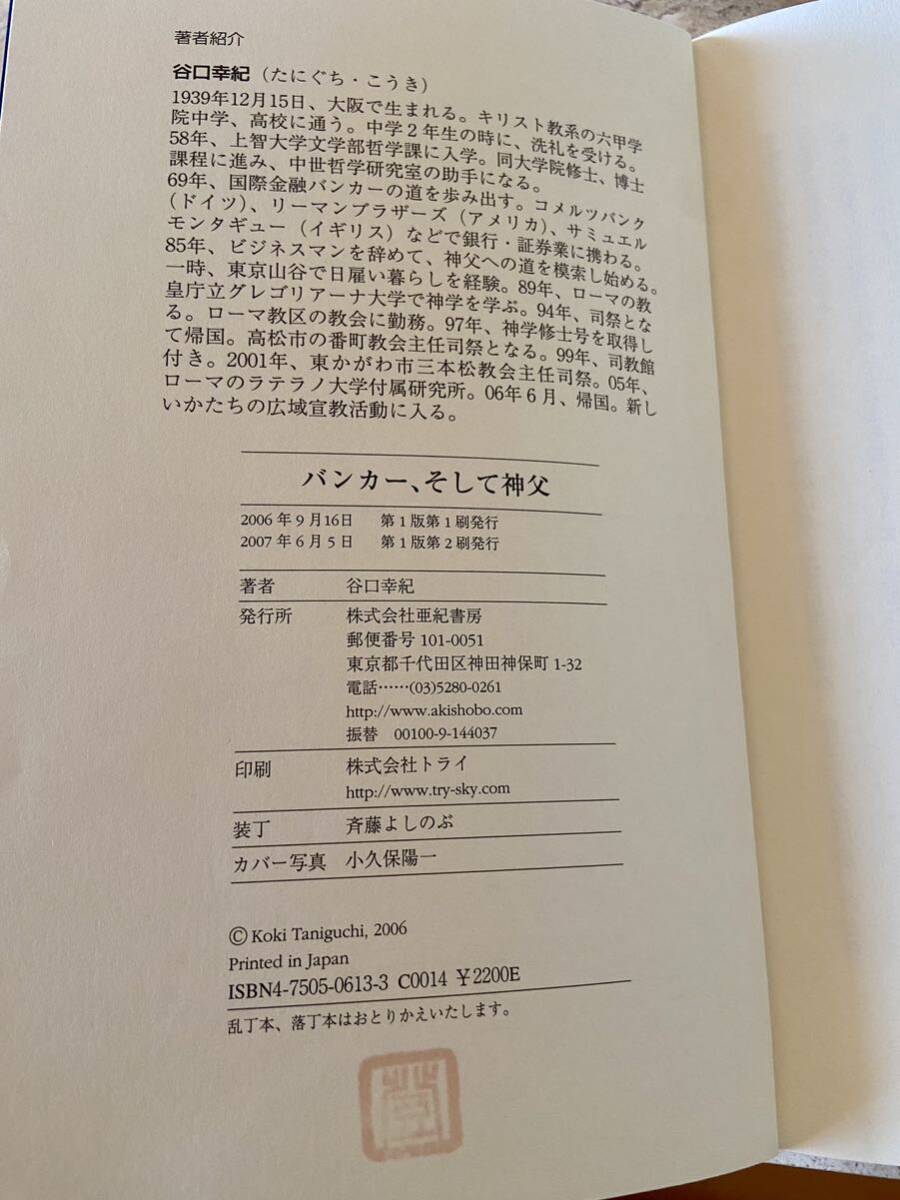 著者紹介
谷口幸紀（たにぐち・こうき）
1939年12月15日、大阪で生まれる。キリスト教系の六甲学
院中学、高校に通う。中学２年生の時に、洗礼を受ける。
58年、上智大学文学部哲学課に入学。同大学院修士、博士
課程に進み、中世哲学研究室の助手になる。
69年、国際金融バンカーの道を歩み出す。コメルツバンク
（ドイツ）、リーマンブラザーズ（アメリカ）、サミュエル
モンタギュー（イギリス）などで銀行・証券業に携わる。
85年、ビジネスマンを辞めて、神父への道を模索し始める。
一時、東京山谷で日雇い暮らしを経験。89年、ローマの教
皇庁立グレゴリアーナ大学で神学を学ぶ。94年、司祭とな
る。ローマ教区の教会に勤務。97年、神学修士号を取得し
て帰国。高松市の番町教会主任司祭となる。99年、司教館
付き。2001年、東かがわ市三本松教会主任司祭。05年、
ローマのラテラノ大学付属研究所。06年６月、帰国。新し
いかたちの広域宣教活動に入る。
バンカー、そして神父
2006年9月16日　第1版第1刷発行
2007年6月5日　第1版第2刷発行
著者　谷口幸紀
発行所　株式会社亜紀書房
郵便番号 101-0051
東京都千代田区神田神保町 1-32
電話……(03)5280-0261
http://www.akishobo.com
振替　00100-9-144037
印刷　株式会社トライ
http://www.try-sky.com
装丁　斉藤よしのぶ
カバー写真　小久保陽一
© Koki Taniguchi, 2006
Printed in Japan
ISBN4-7505-0613-3 C0014 ￥2200E
乱丁本、落丁本はおとりかえいたします。